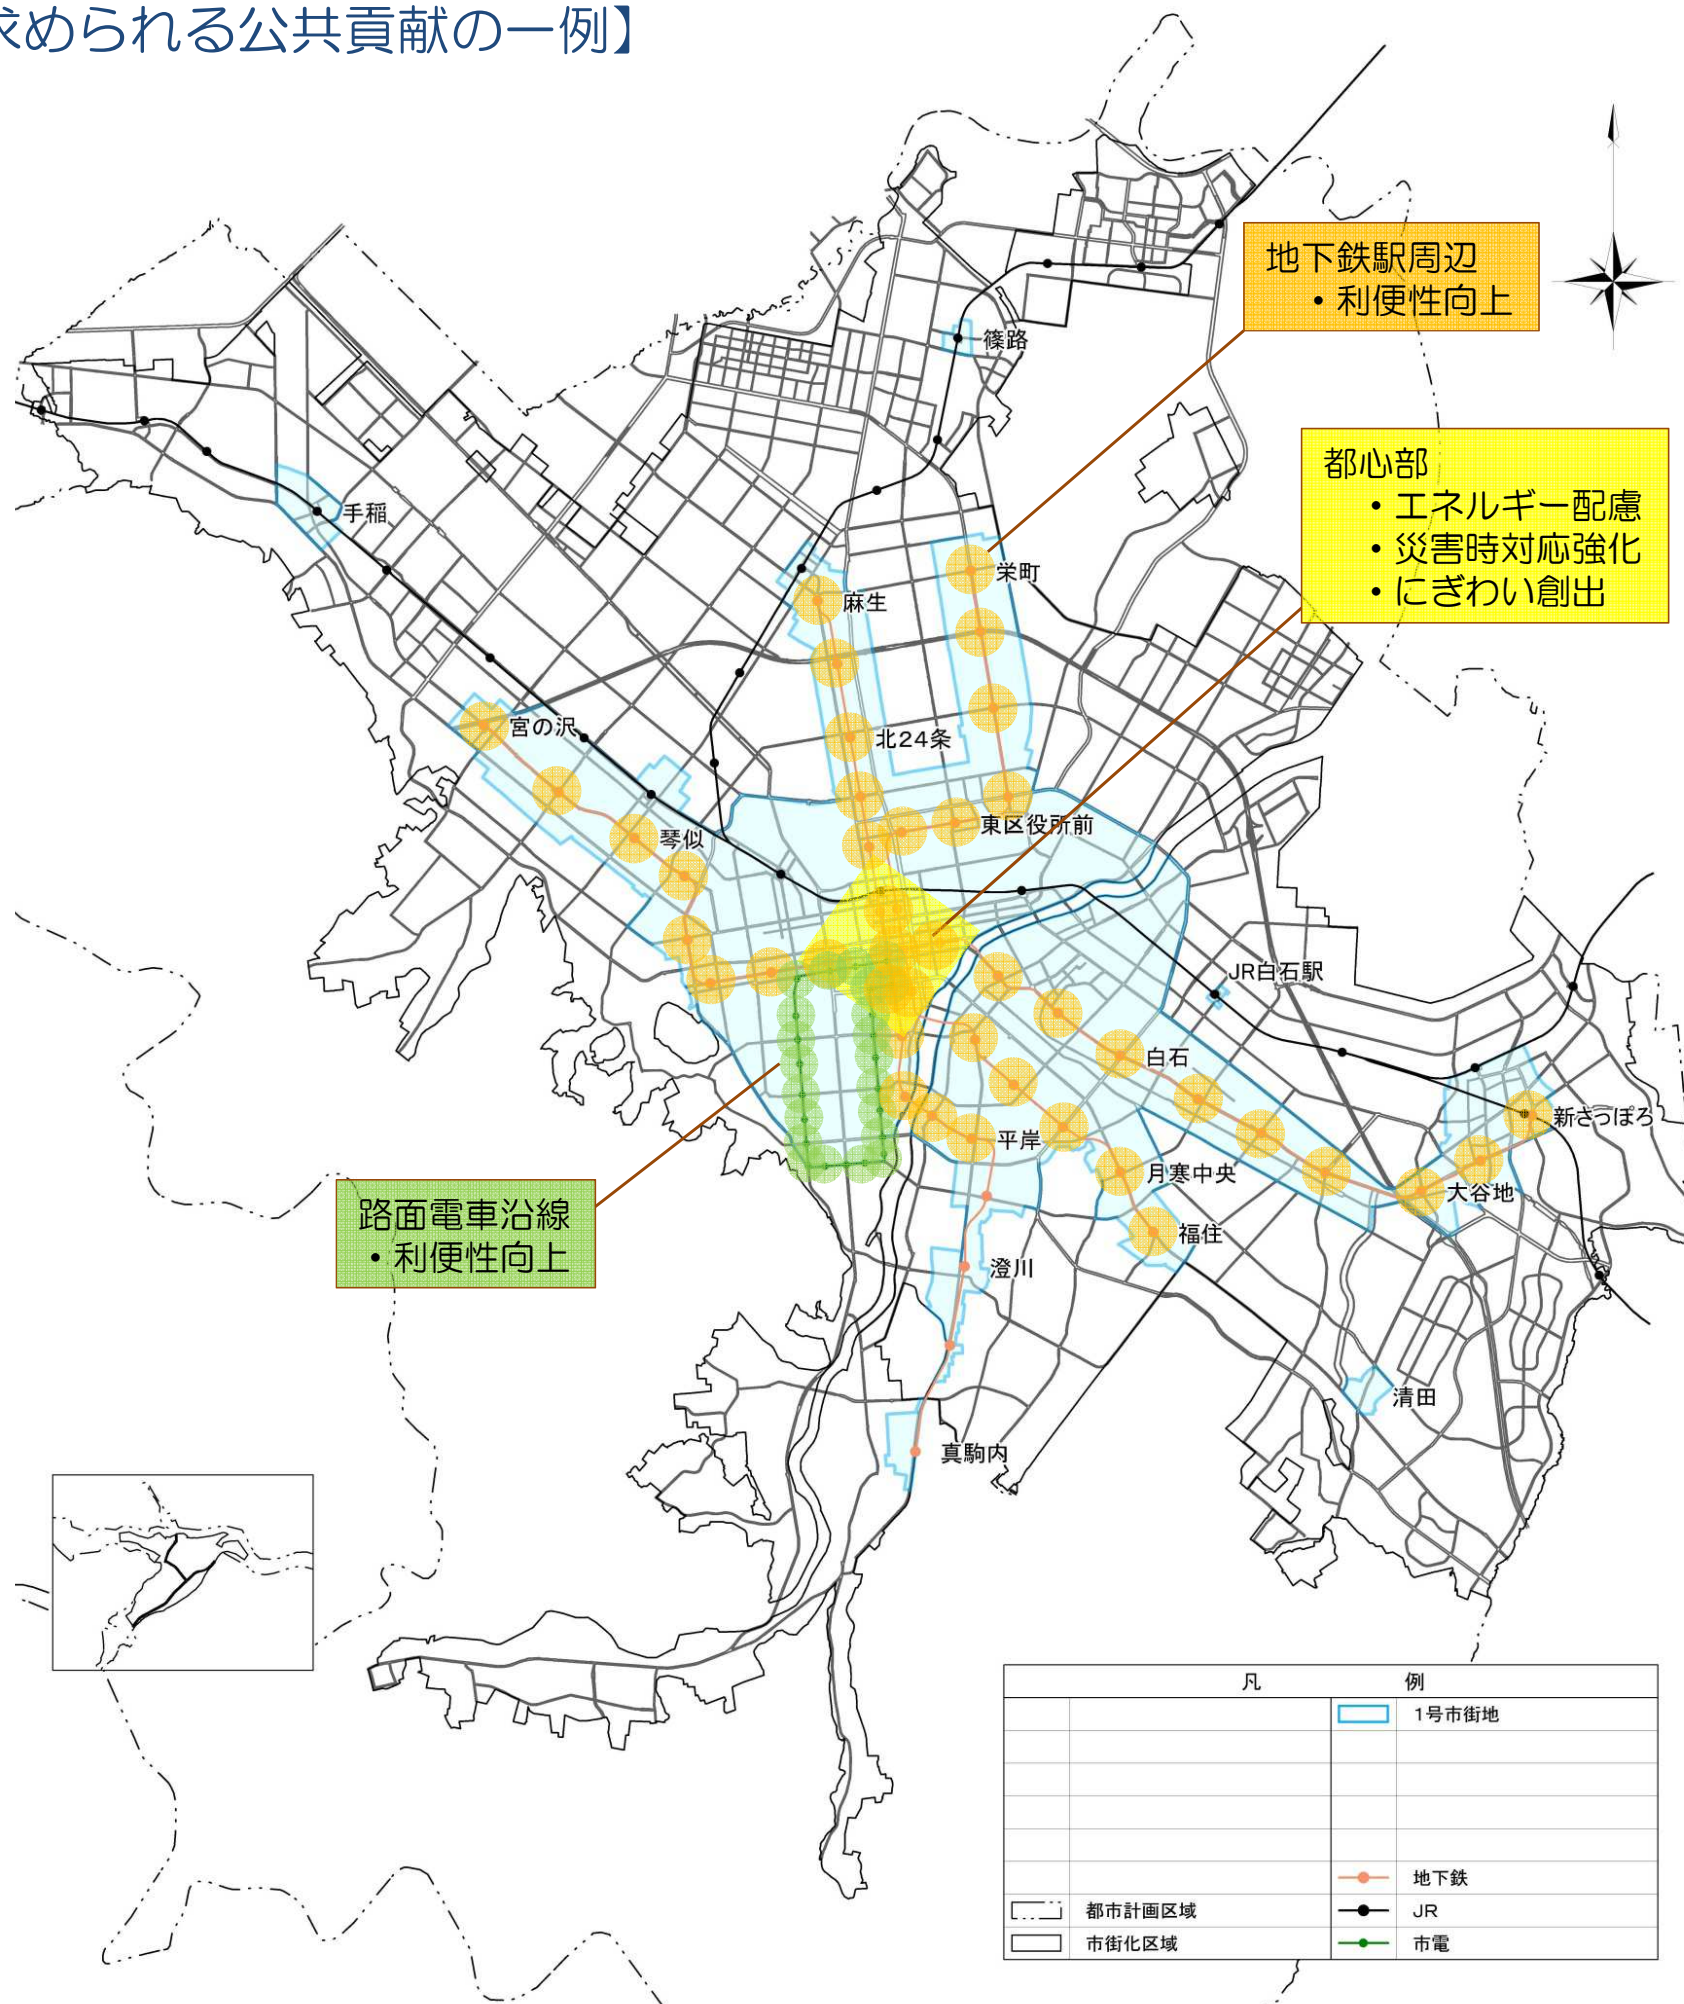 求められる公共貢献の一例】
地下鉄駅周辺
・利便性向上
篠路
都心部
・エネルギー配慮
・災害時対応強化
・にぎわい創出
手稲
栄町
麻生
宮の沢
北24条
東区役所前
琴似
JR白石駅
白石
新さっぽろ
平岸
月寒中央
大谷地
路面電車沿線
・利便性向上
福住
澄川
清田
真駒内
凡 例
1号市街地
地下鉄
都市計画区域
JR
市街化区域
市電